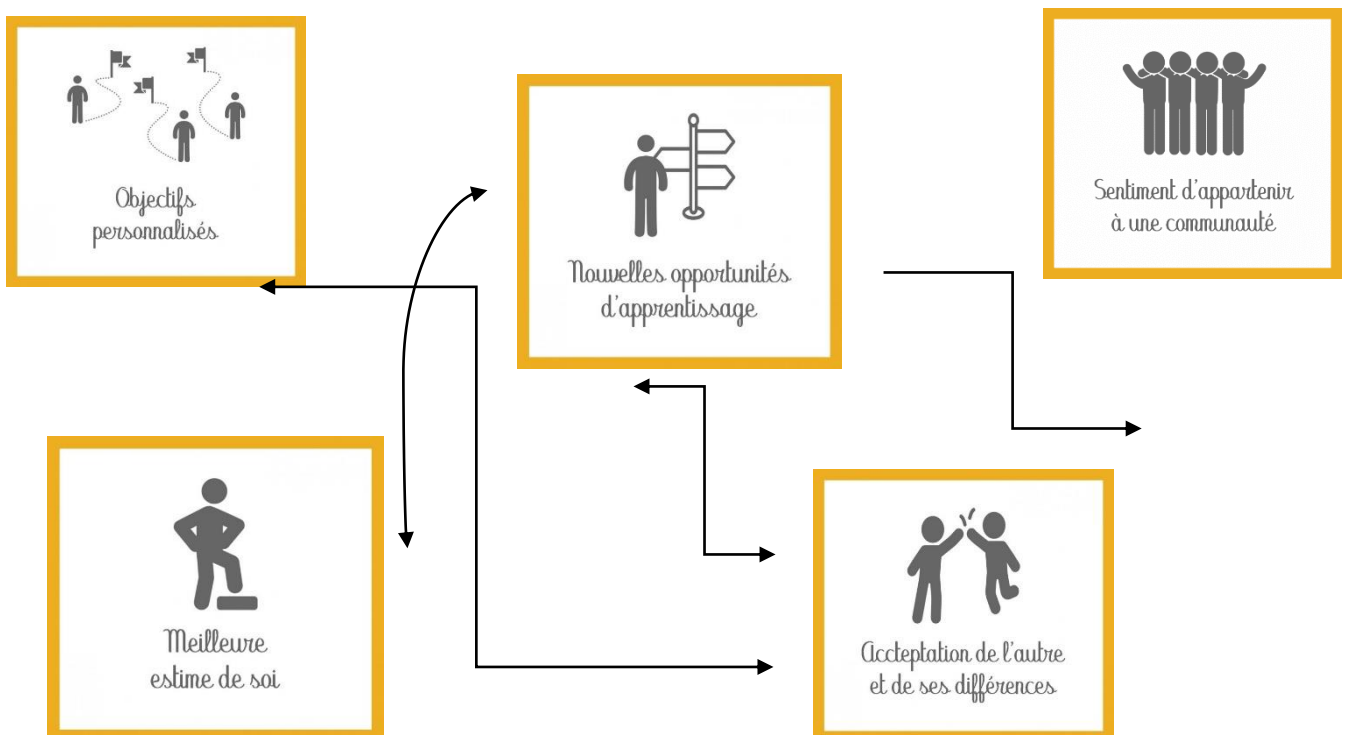 Objectifs
personnalisés
Nouvelles opportunités
d'apprentissage
Sentiment d'appartenir
à une communauté
Meilleure
estime de soi
Accteptation de l'autre
et de ses différences